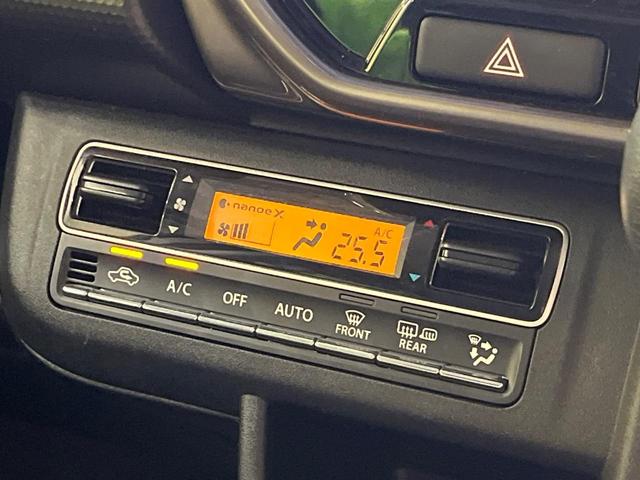 nanoe X
A/C
25.5
A/C
OFF
AUTO
FRONT
REAR